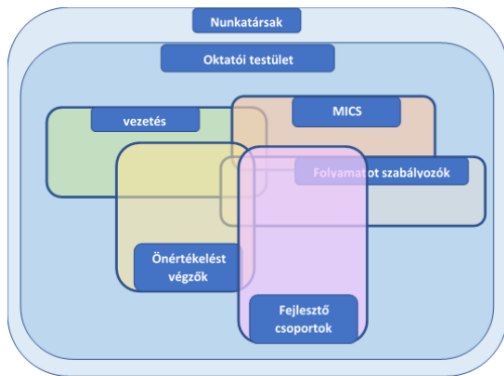 Nunkatársak
Oktatói testület
vezetés
MICS
Folyamatot szabályozók
Önértékelést
végzők
Fejlesztő
csoportok